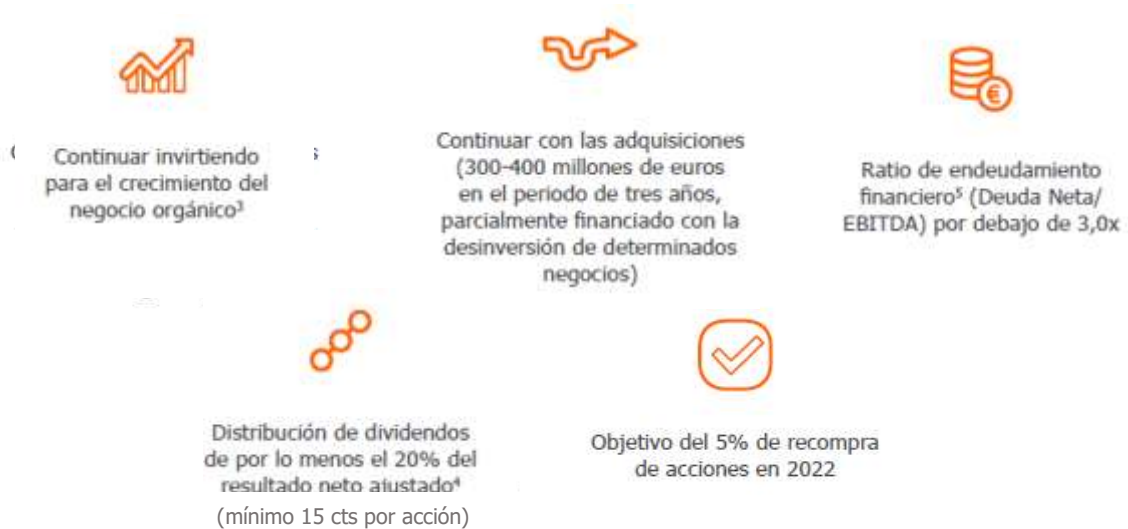 Continuar invirtiendo
para el crecimiento del
negocio orgánico³
Continuar con las adquisiciones
(300-400 millones de euros
en el periodo de tres años,
parcialmente financiado con la
desinversión de determinados
negocios)
€
Ratio de endeudamiento
financiero⁵ (Deuda Neta/
EBITDA) por debajo de 3,0x
Distribución de dividendos
de por lo menos el 20% del
resultado neto ajustado⁴
(mínimo 15 cts por acción)
Objetivo del 5% de recompra
de acciones en 2022